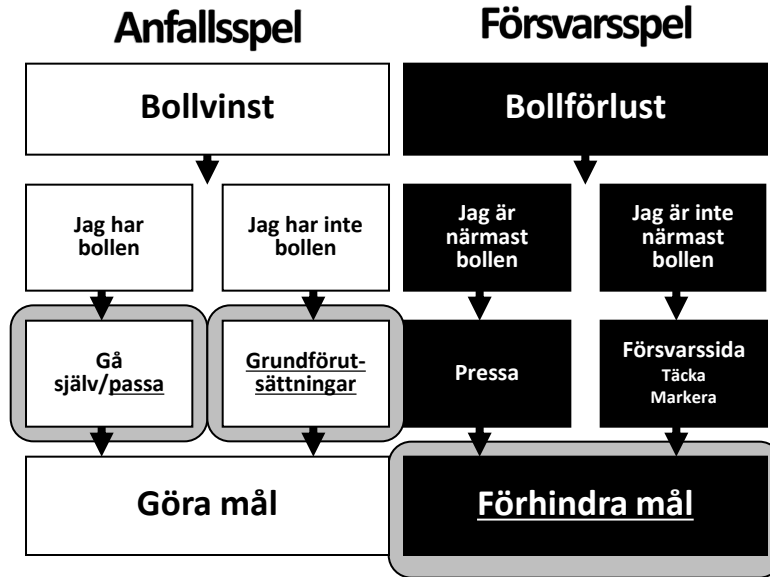 Anfallsspel
Försvarsspel
Bollvinst
Bollförlust
Jag har
bollen
Jag har inte
bollen
Jag är
närmast
bollen
Jag är inte
närmast
bollen
Gå
själv/passa
Grundförut-
sättningar
Pressa
Försvarssida
Täcka
Markera
Göra mål
Förhindra mål